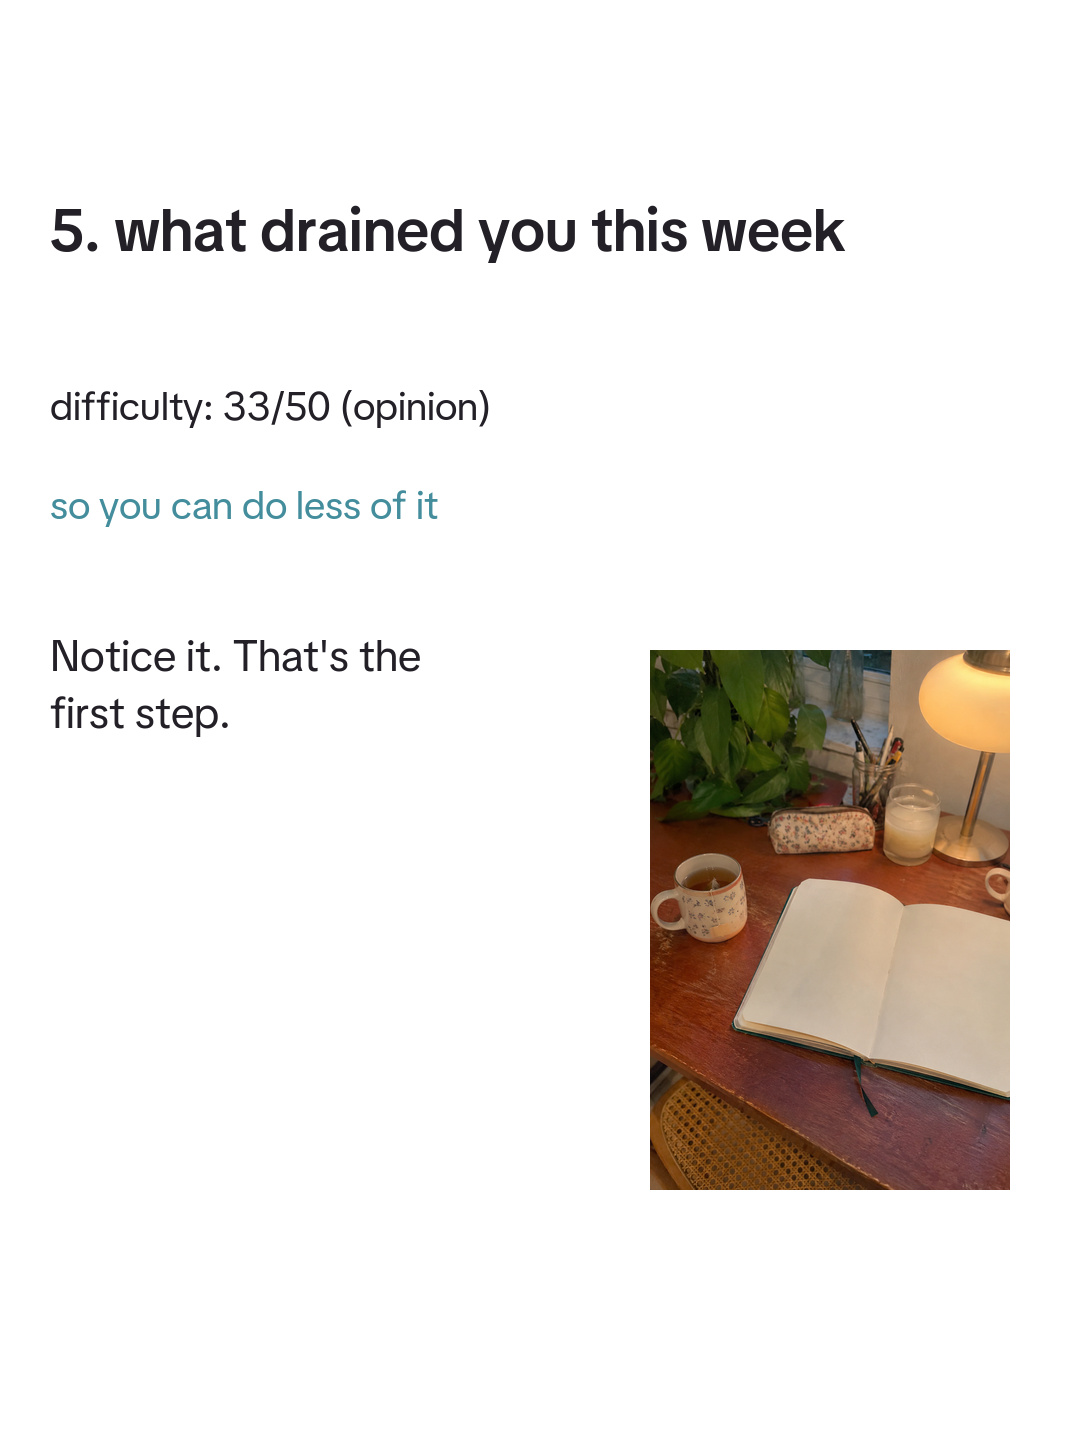 5. what drained you this week
difficulty: 33/50 (opinion)
so you can do less of it
Notice it. That's the
first step.